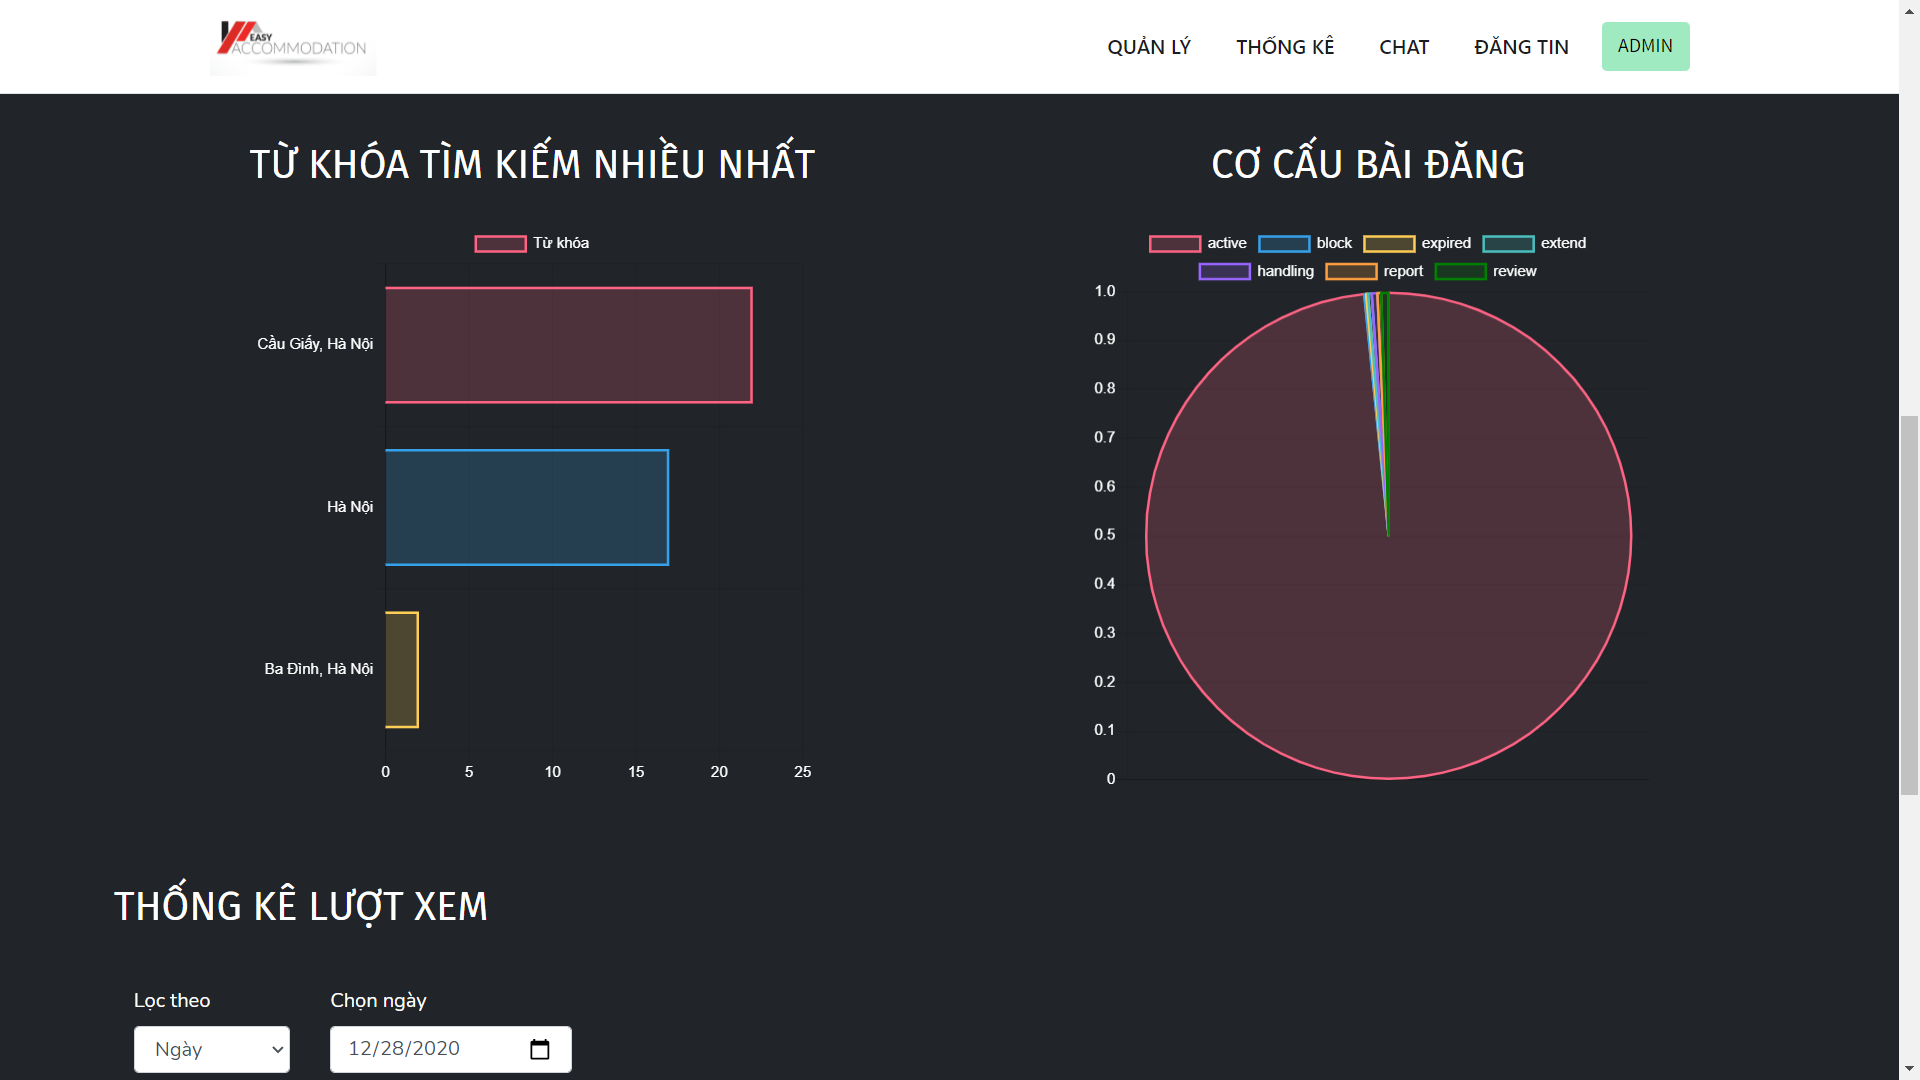 EASY
ACCOMMODATION
QUẢN LÝ
THỐNG KÊ
CHAT
ĐĂNG TIN
ADMIN
TỪ KHÓA TÌM KIẾM NHIỀU NHẤT
Từ khóa
Cầu Giấy, Hà Nội
Hà Nội
Ba Đình, Hà Nội
0 5 10 15 20 25
CƠ CẤU BÀI ĐĂNG
active block expired extend
handling report review
1.0
0.9
0.8
0.7
0.6
0.5
0.4
0.3
0.2
0.1
0
THỐNG KÊ LƯỢT XEM
Lọc theo
Ngày
Chọn ngày
12/28/2020